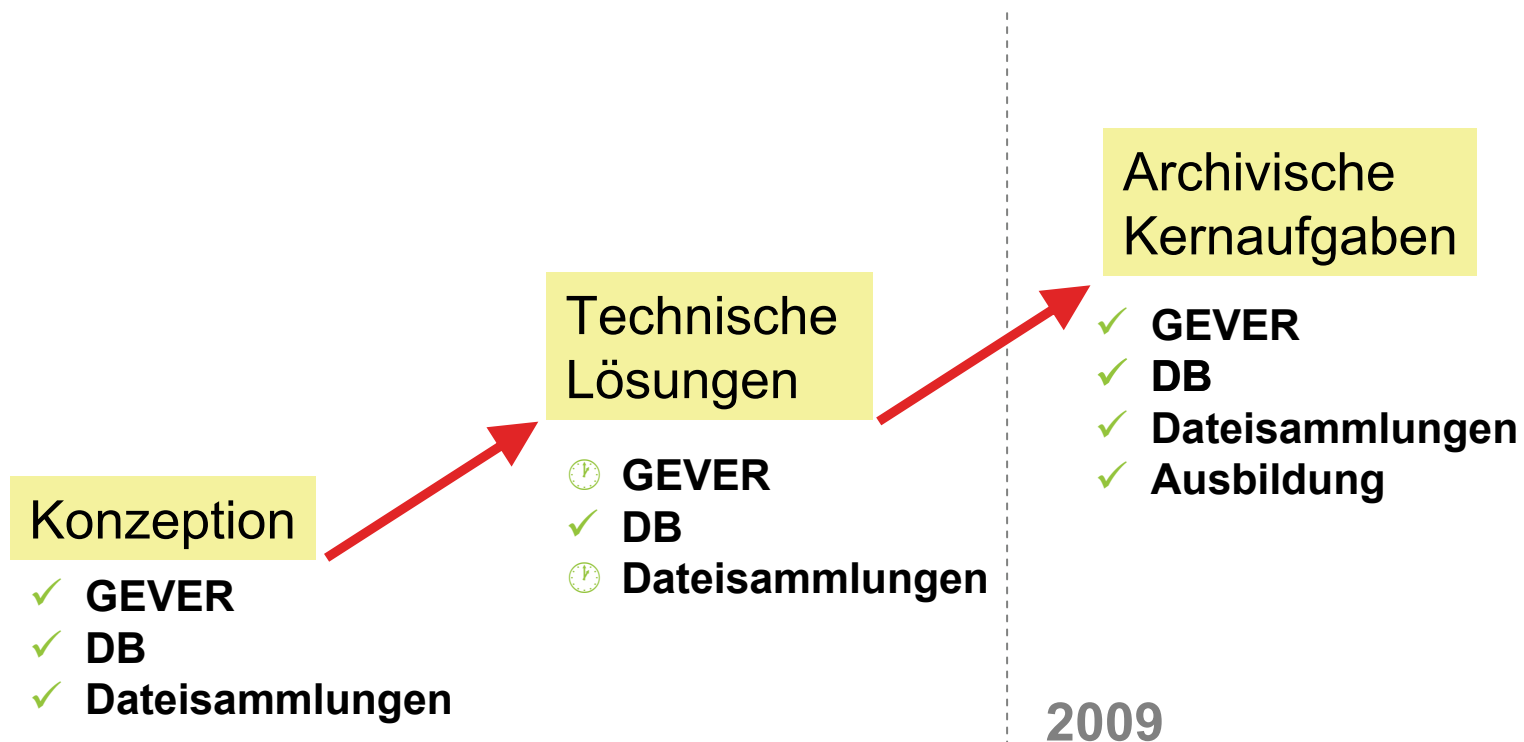 Konzeption
✓ GEVER
✓ DB
✓ Dateisammlungen
Technische
Lösungen
🕐 GEVER
✓ DB
🕐 Dateisammlungen
Archivische
Kernaufgaben
✓ GEVER
✓ DB
✓ Dateisammlungen
✓ Ausbildung
2009